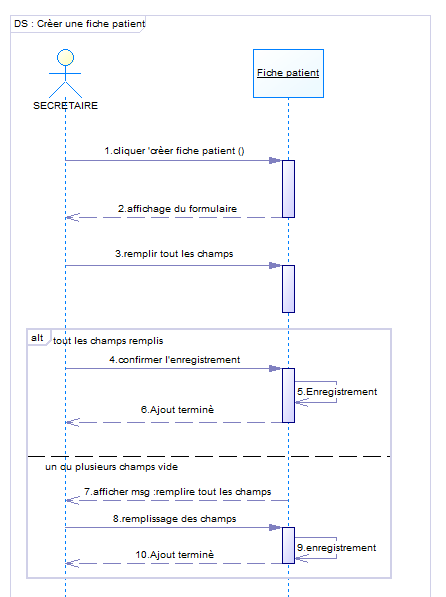 DS : Crèer une fiche patient
Fiche patient
SECRETAIRE
1.cliquer 'crèer fiche patient ()
2.affichage du formulaire
3.remplir tout les champs
alt
tout les champs remplis
4.confirmer l'enregistrement
5.Enregistrement
6.Ajout terminè
un ou plusieurs champs vide
7.afficher msg :remplire tout les champs
8.remplissage des champs
9.enregistrement
10.Ajout terminè